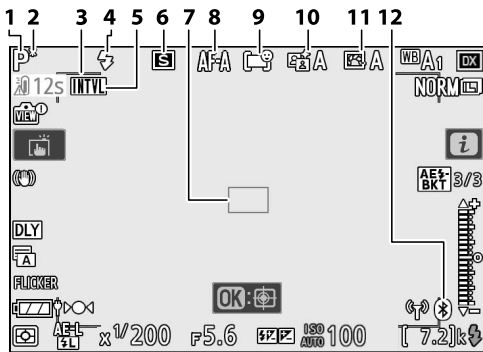 1 2 3 4 5 6 7 8 9 10 11 12
P* S AF-A A A WB A1 DX
12s INTVL NORM
VIEW
i
AE BKT 3/3
DLY
A
FLICKER
OK
AE-L L x 1/200 F5.6 ISO AUTO 100 [ 7.2]k